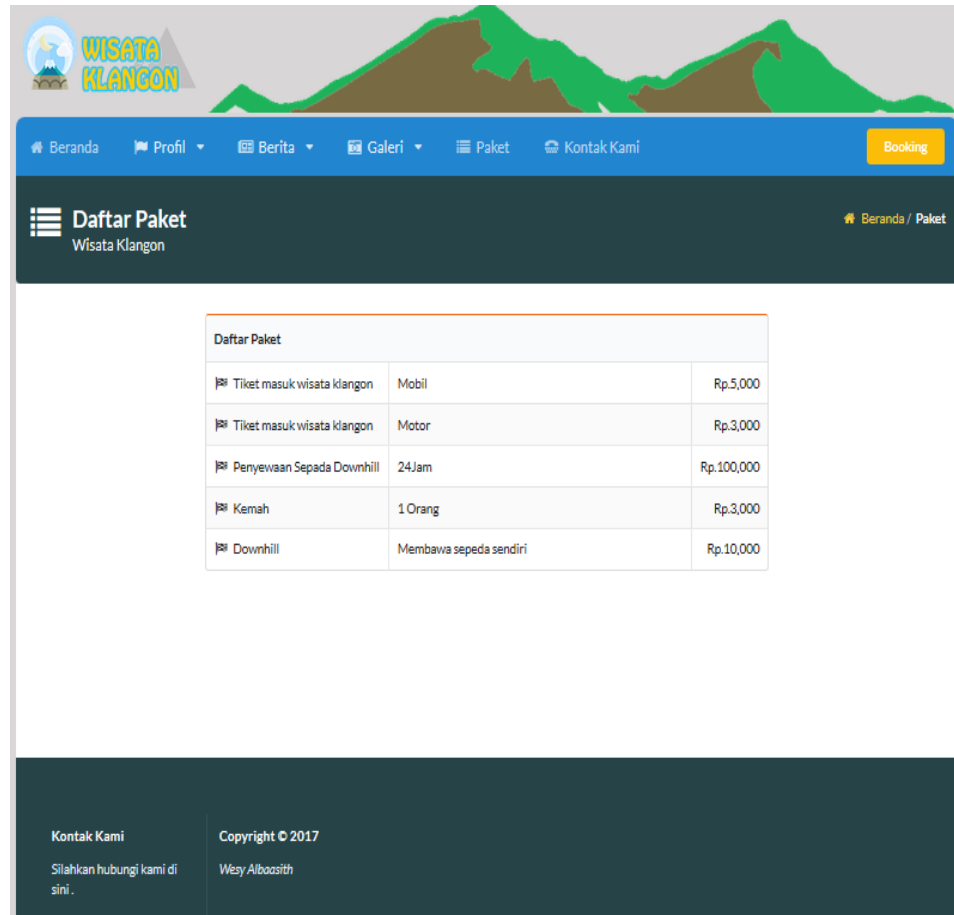 WISATA
KLANGON
Beranda Profil Berita Galeri Paket Kontak Kami Booking
Daftar Paket
Wisata Klangon
Beranda / Paket
Daftar Paket
Tiket masuk wisata klangon Mobil Rp.5,000
Tiket masuk wisata klangon Motor Rp.3,000
Penyewaan Sepada Downhill 24Jam Rp.100,000
Kemah 1 Orang Rp.3,000
Downhill Membawa sepeda sendiri Rp.10,000
Kontak Kami
Silahkan hubungi kami di
sini .
Copyright © 2017
Wesy Albaasith